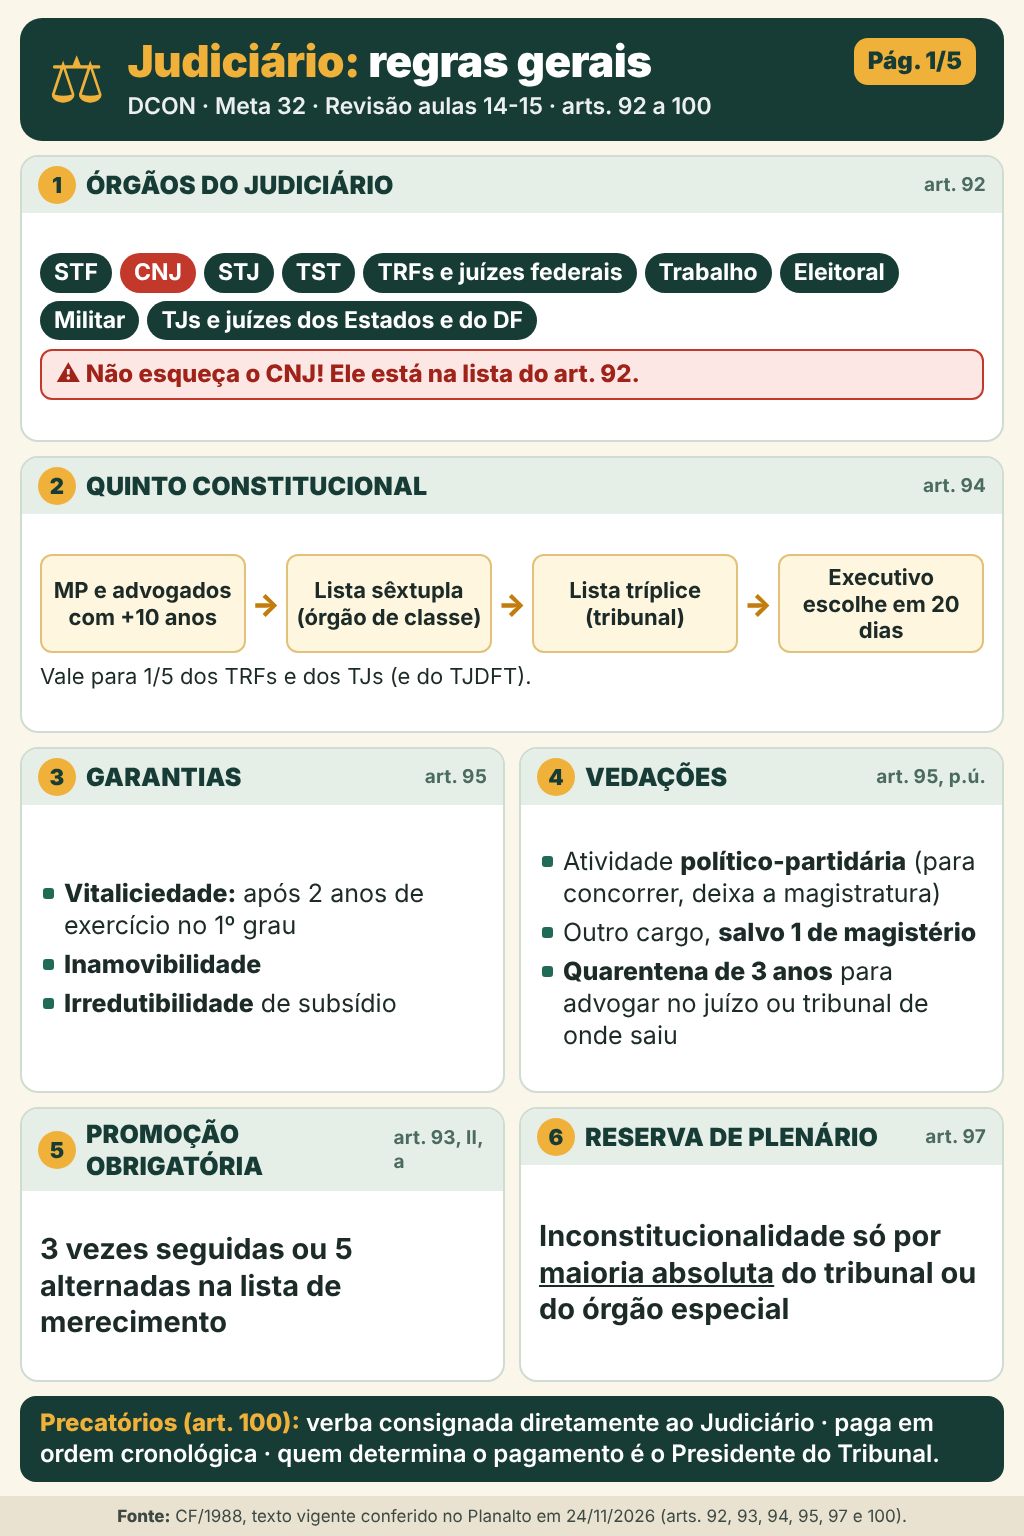 Judiciário: regras gerais
Pág. 1/5
DCON · Meta 32 · Revisão aulas 14-15 · arts. 92 a 100
1 ÓRGÃOS DO JUDICIÁRIO art. 92
STF CNJ STJ TST TRFs e juízes federais Trabalho Eleitoral
Militar TJs e juízes dos Estados e do DF
⚠ Não esqueça o CNJ! Ele está na lista do art. 92.
2 QUINTO CONSTITUCIONAL art. 94
MP e advogados
com +10 anos
→
Lista sêxtupla
(órgão de classe)
→
Lista tríplice
(tribunal)
→
Executivo
escolhe em 20
dias
Vale para 1/5 dos TRFs e dos TJs (e do TJDFT).
3 GARANTIAS art. 95
Vitaliciedade: após 2 anos de
exercício no 1º grau
Inamovibilidade
Irredutibilidade de subsídio
4 VEDAÇÕES art. 95, p.ú.
Atividade político-partidária (para
concorrer, deixa a magistratura)
Outro cargo, salvo 1 de magistério
Quarentena de 3 anos para
advogar no juízo ou tribunal de
onde saiu
5 PROMOÇÃO
OBRIGATÓRIA
art. 93, II,
a
3 vezes seguidas ou 5
alternadas na lista de
merecimento
6 RESERVA DE PLENÁRIO art. 97
Inconstitucionalidade só por
maioria absoluta do tribunal ou
do órgão especial
Precatórios (art. 100): verba consignada diretamente ao Judiciário · paga em
ordem cronológica · quem determina o pagamento é o Presidente do Tribunal.
Fonte: CF/1988, texto vigente conferido no Planalto em 24/11/2026 (arts. 92, 93, 94, 95, 97 e 100).